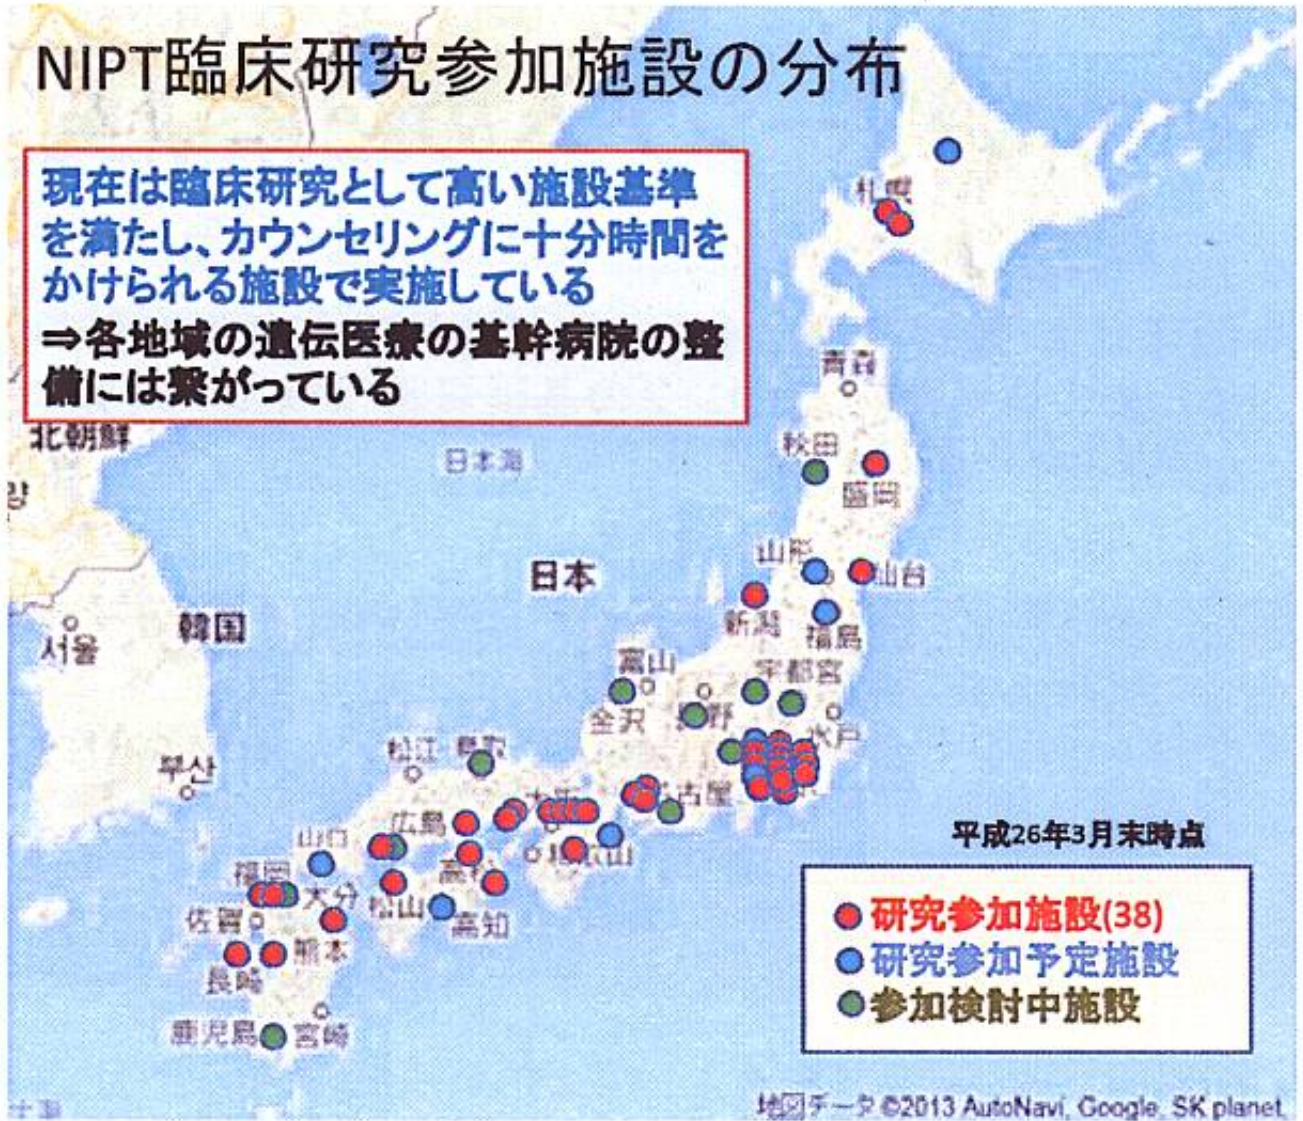 NIPT臨床研究参加施設の分布
現在は臨床研究として高い施設基準
を満たし、カウンセリングに十分時間を
かけられる施設で実施している
⇒各地域の遺伝医療の基幹病院の整
備には繋がっている
札幌
青森
北朝鮮
秋田
日本海
盛岡
山形
日本
仙台
新潟
福島
韓国
서울
富山
宇都宮
金沢
野
水戸
松江
鳥取
부산
古屋
広島
山口
平成26年3月末時点
福岡
大分
松山
高知
佐賀
熊本
長崎
鹿児島
宮崎
研究参加施設(38)
研究参加予定施設
参加検討中施設
地図データ ©2013 AutoNavi, Google, SK planet,